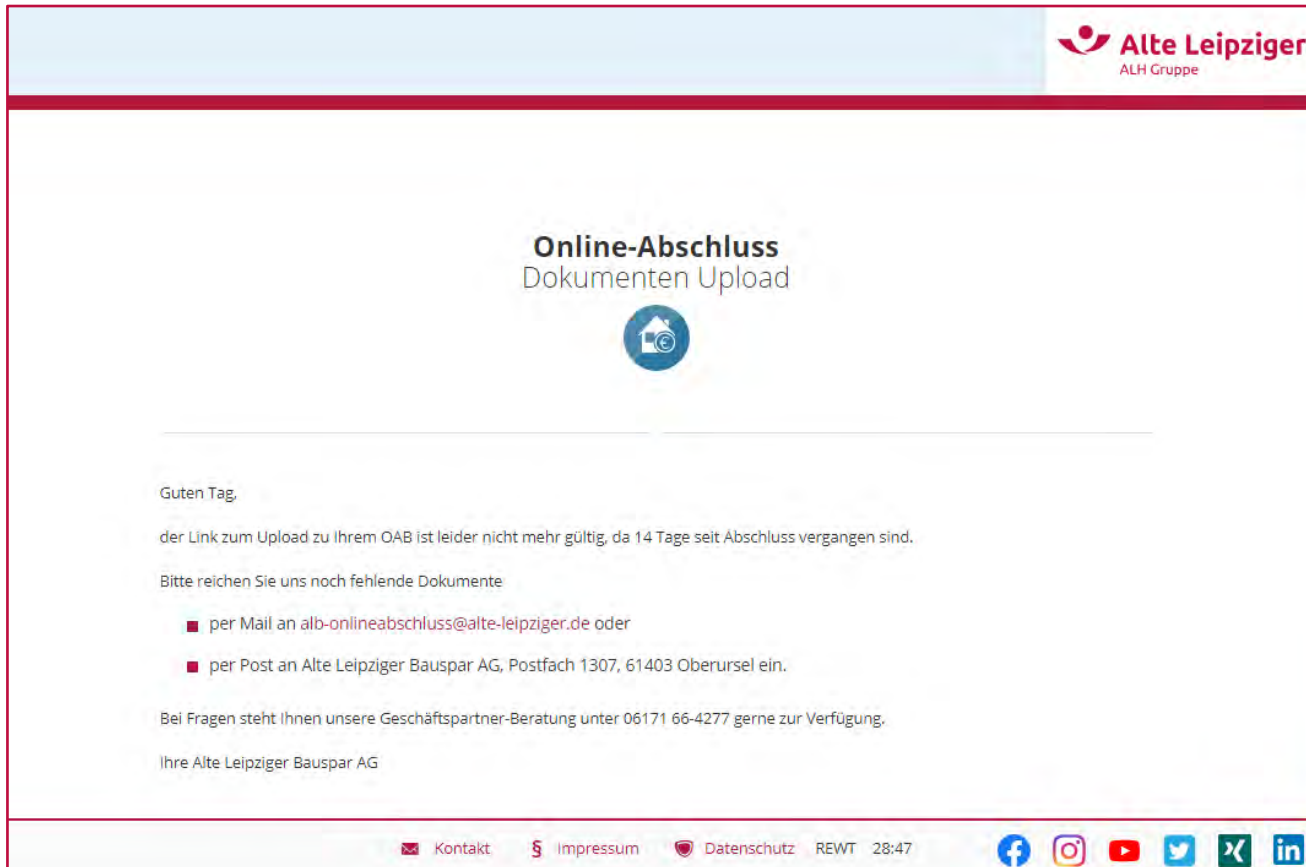 Alte Leipziger
ALH Gruppe
Online-Abschluss
Dokumenten Upload
Guten Tag,
der Link zum Upload zu Ihrem OAB ist leider nicht mehr gültig, da 14 Tage seit Abschluss vergangen sind.
Bitte reichen Sie uns noch fehlende Dokumente
per Mail an alb-onlineabschluss@alte-leipziger.de oder
per Post an Alte Leipziger Bauspar AG, Postfach 1307, 61403 Oberursel ein.
Bei Fragen steht Ihnen unsere Geschäftspartner-Beratung unter 06171 66-4277 gerne zur Verfügung.
Ihre Alte Leipziger Bauspar AG
Kontakt § Impressum Datenschutz REWT 28:47